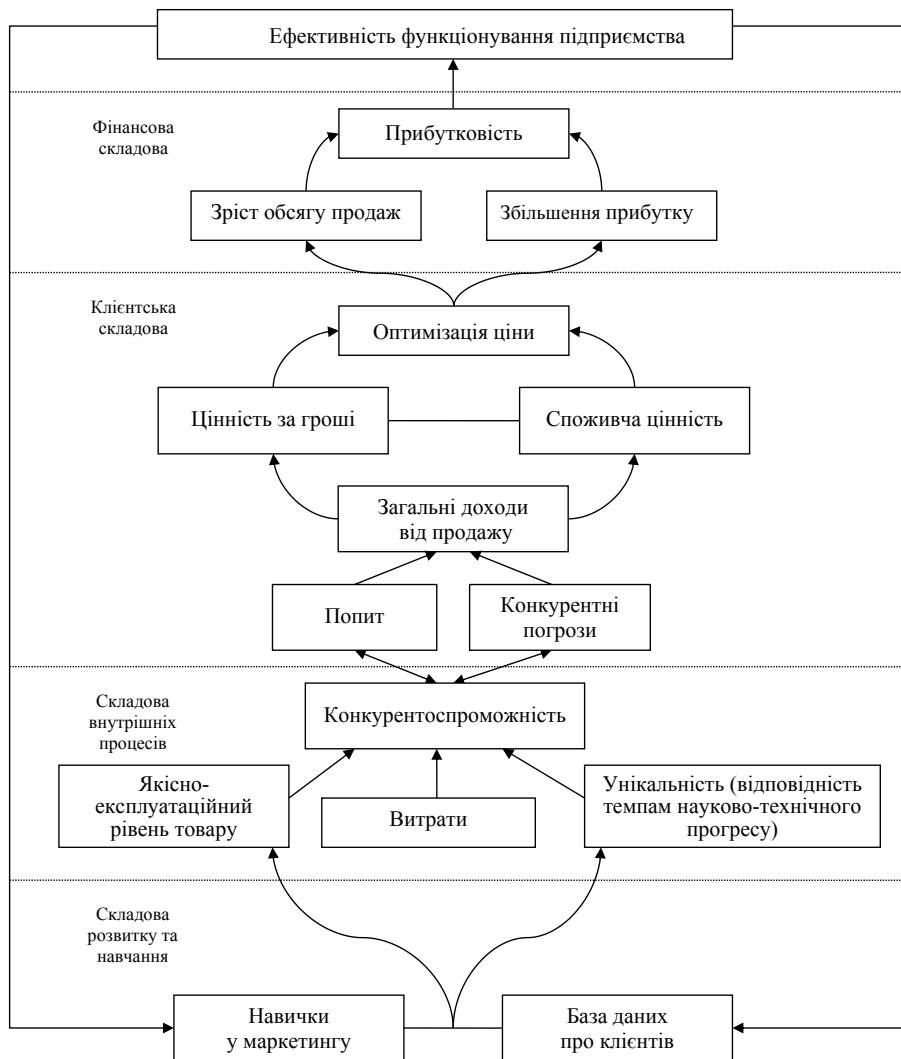 Ефективність функціонування підприємства
Фінансова
складова
Прибутковість
Зріст обсягу продаж
Збільшення прибутку
Клієнтська
складова
Оптимізація ціни
Цінність за гроші
Споживча цінність
Загальні доходи
від продажу
Попит
Конкурентні
погрози
Складова
внутрішніх
процесів
Конкурентоспроможність
Якісно-
експлуатаційний
рівень товару
Витрати
Унікальність (відповідність
темпам науково-технічного
прогресу)
Складова
розвитку та
навчання
Навички
у маркетингу
База даних
про клієнтів